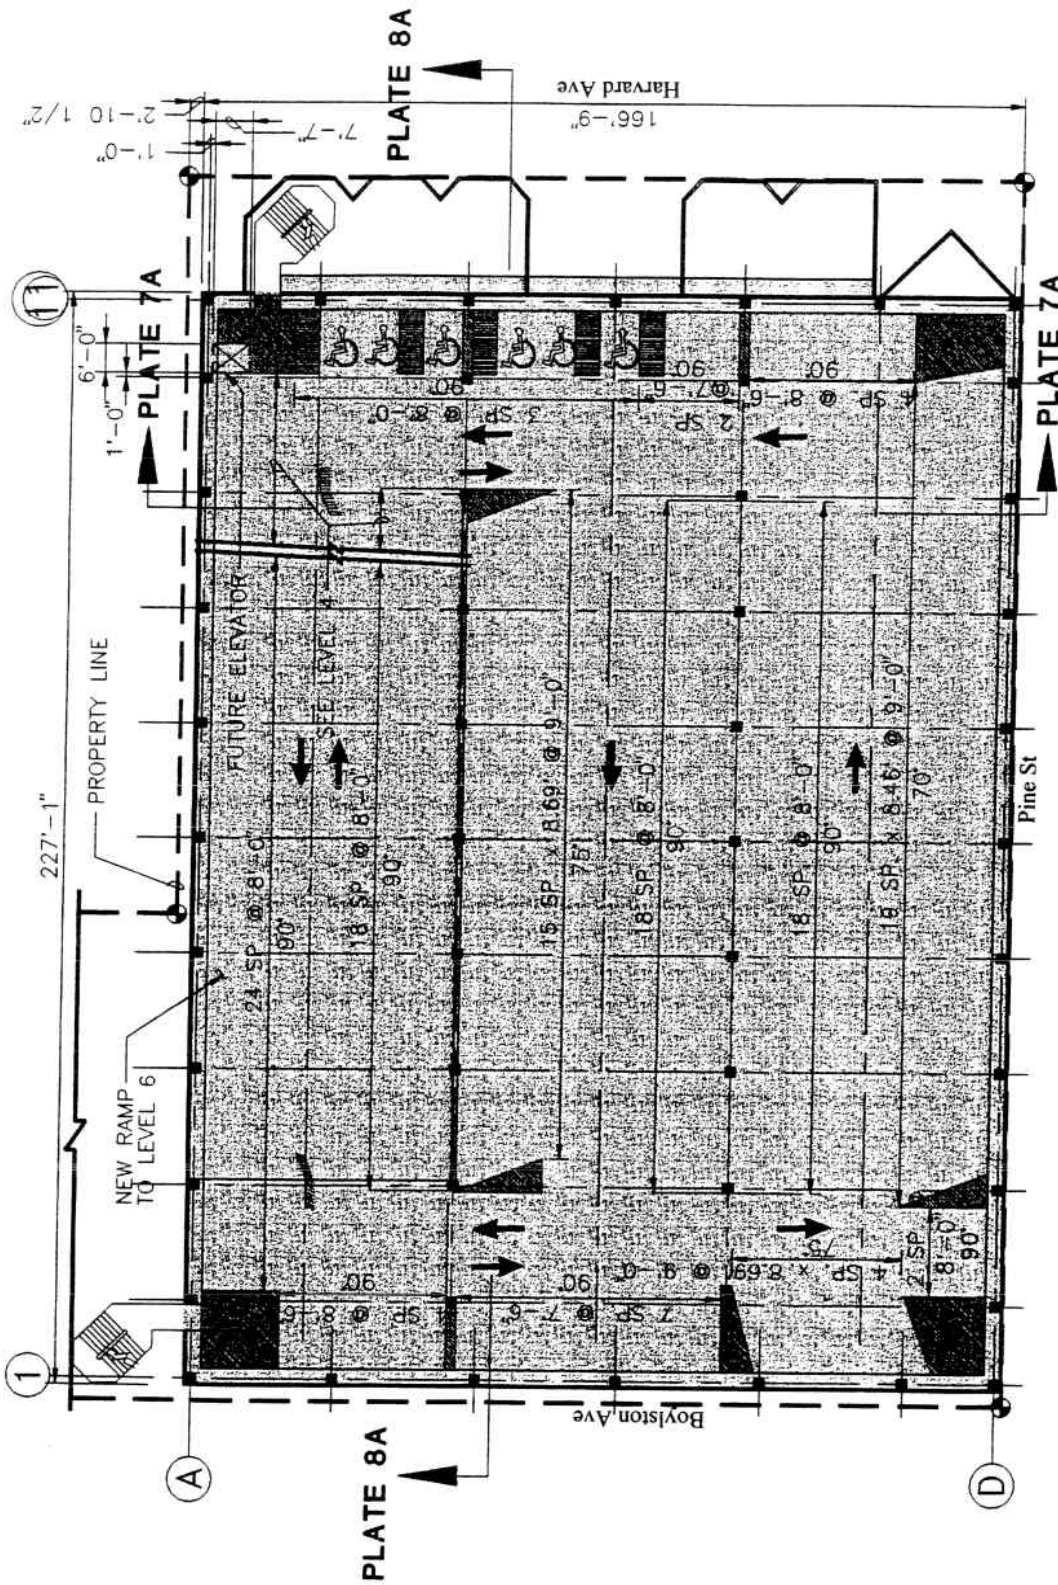 227'-1"
PROPERTY LINE
NEW RAMP
TO LEVEL 6
1
11
A
D
PLATE 8A
PLATE 8A
PLATE 7A
PLATE 7A
6'-0"
1'-0"
1'-0"
2'-10 1/2"
7'-7"
166'-9"
Harvard Ave
Boylston Ave
Pine St
FUTURE ELEVATOR
SEE LEVEL 4
24 SP @ 8'-0"
90°
18 SP @ 8'-0"
90°
15 SP × 8.69' @ 9'-0"
75°
18 SP. @ 8'-0"
90°
18 SP. @ 8'-0"
90°
18 SP. × 8.46' @ 9'-0"
70°
3 SP @ 8'-0"
90°
2 SP
@7'-6"
90°
4 SP @ 8'-6"
90°
SP @ 8'-6"
90°
7 SP @ 7'-6"
90°
4 SP × 8.69' @ 9'-0"
75°
2 SP
8'-0"
90°